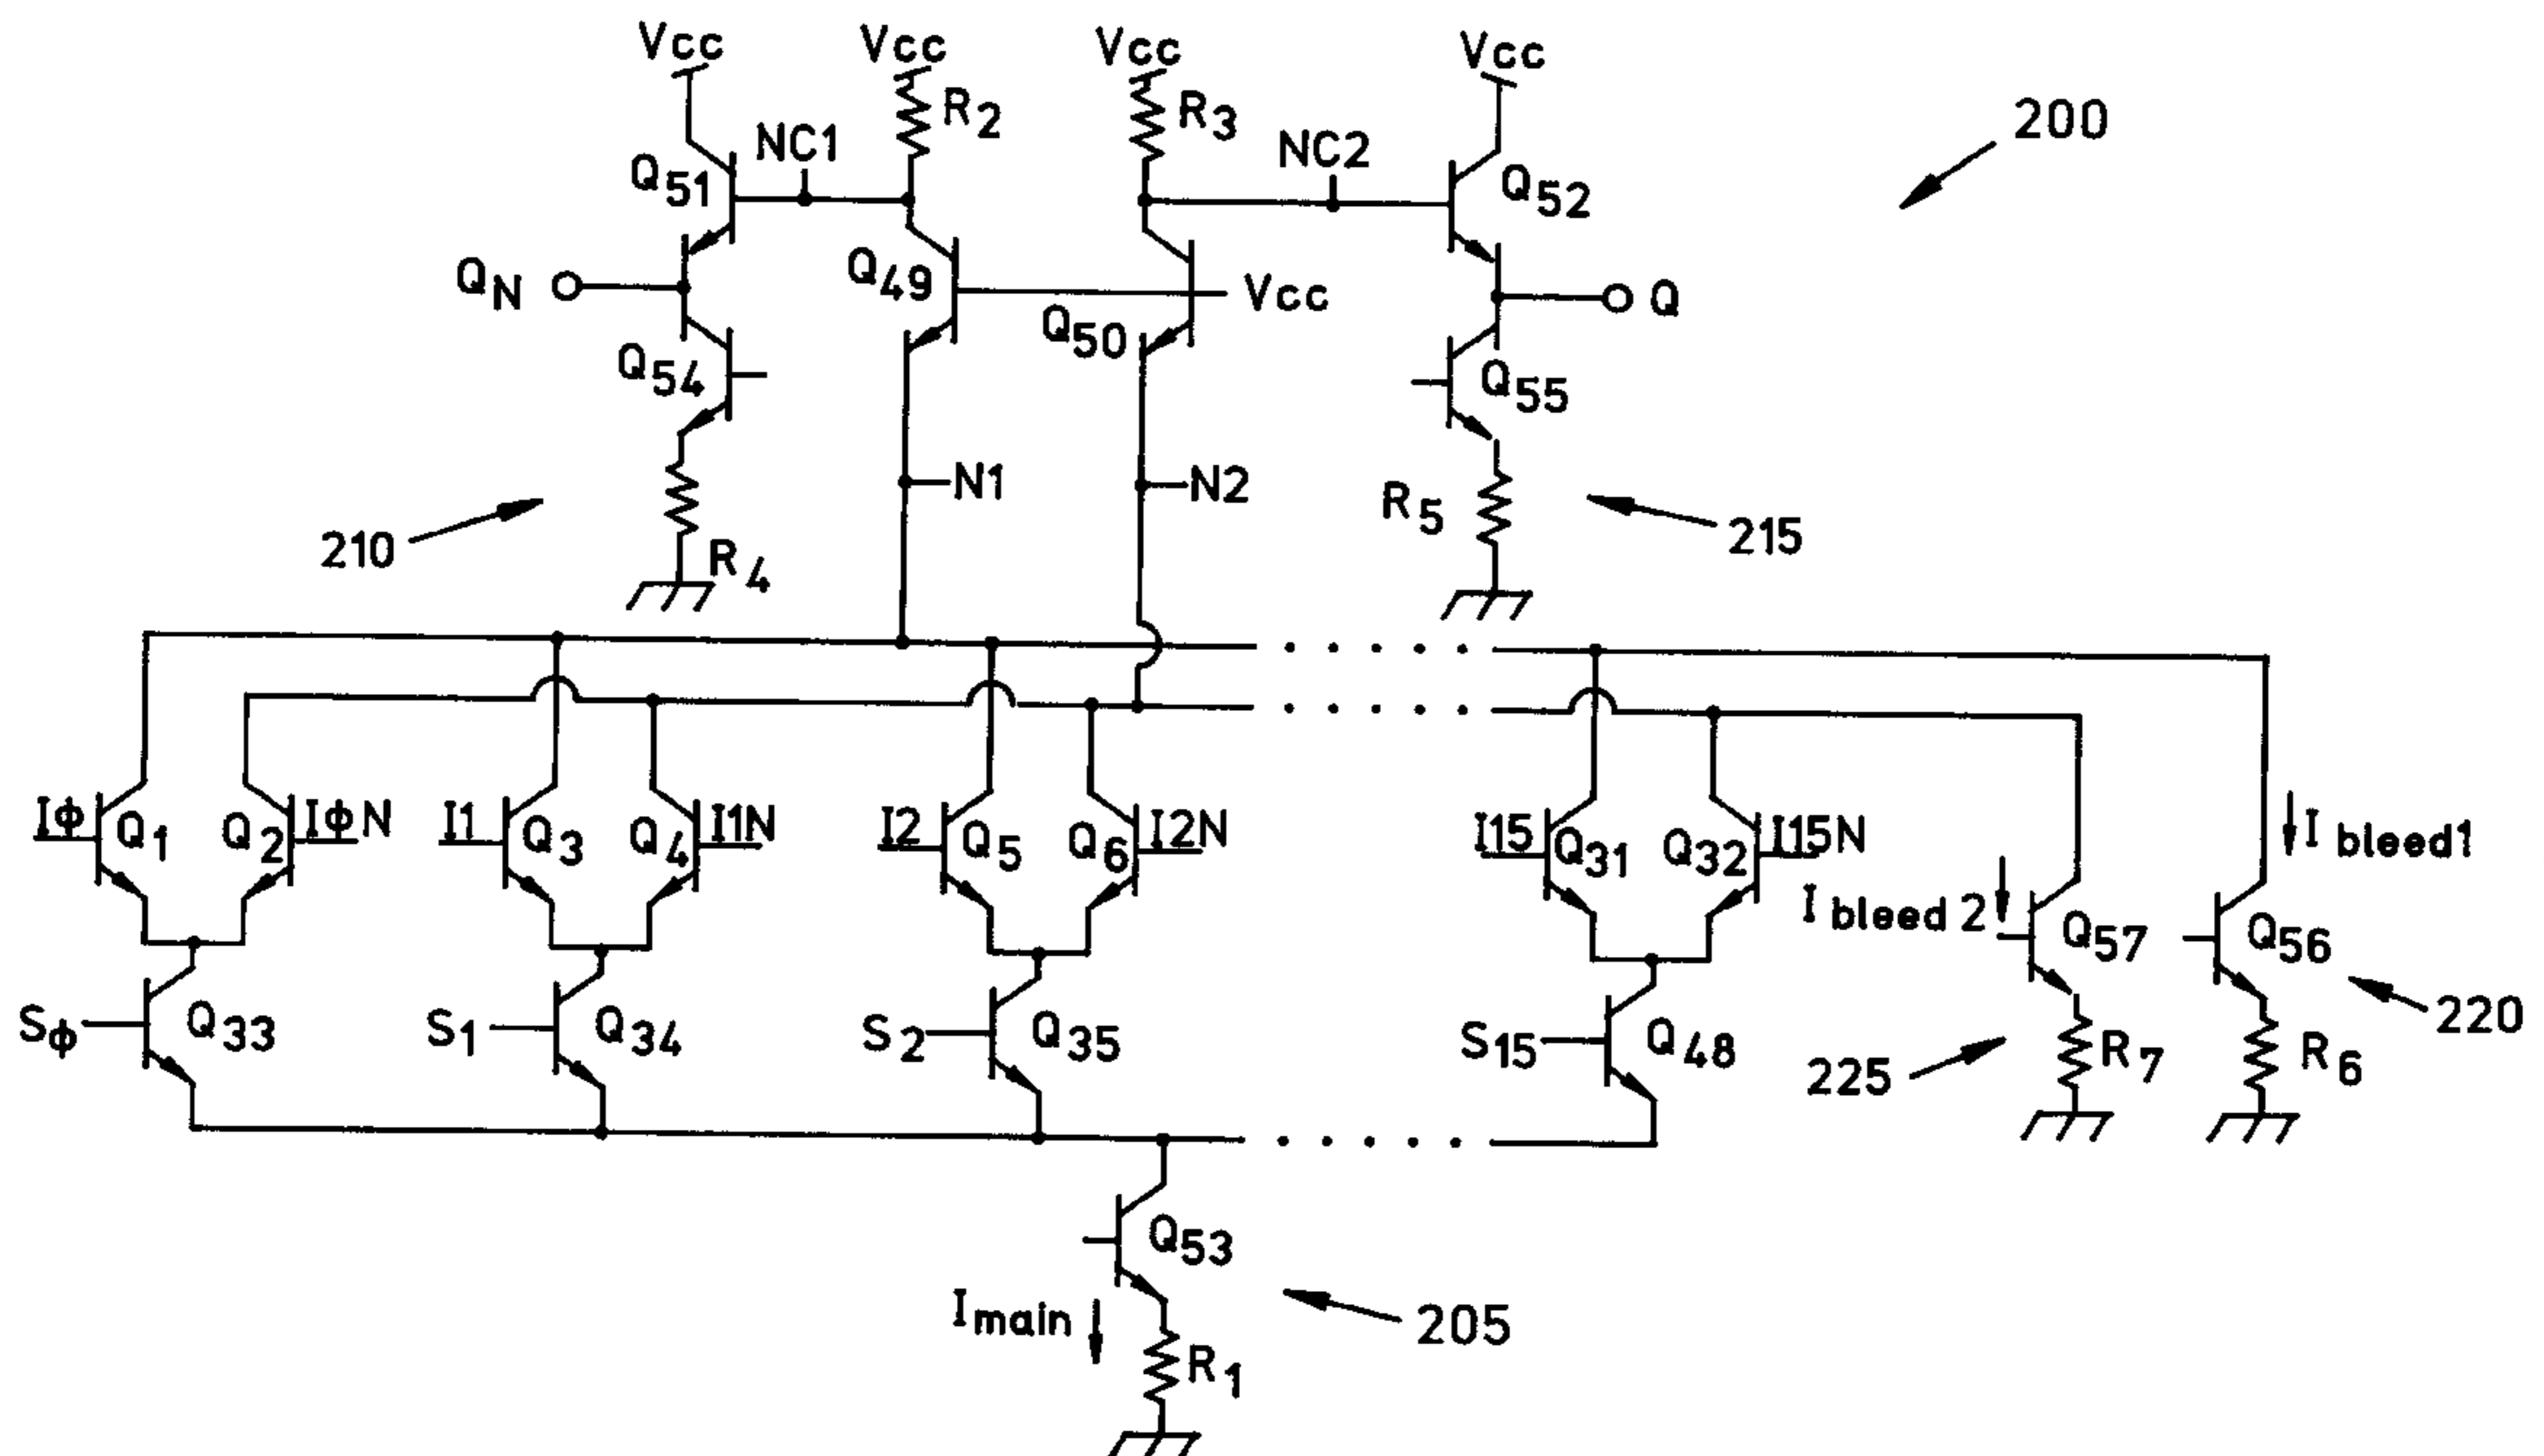 Vcc Vcc Vcc Vcc
R2 R3 200
NC1 NC2
Q51 Q52
QN Q49 Vcc Q
Q50
Q54 Q55
N1 N2
R5
210 215
R4
Iϕ Q1 Q2 IϕN I1 Q3 Q4 I1N I2 Q5 Q6 I2N I15 Q31 Q32 I15N I bleed1
I bleed 2 Q57 Q56
Sϕ Q33 S1 Q34 S2 Q35 S15 Q48 220
225 R7 R6
Q53
I main 205
R1